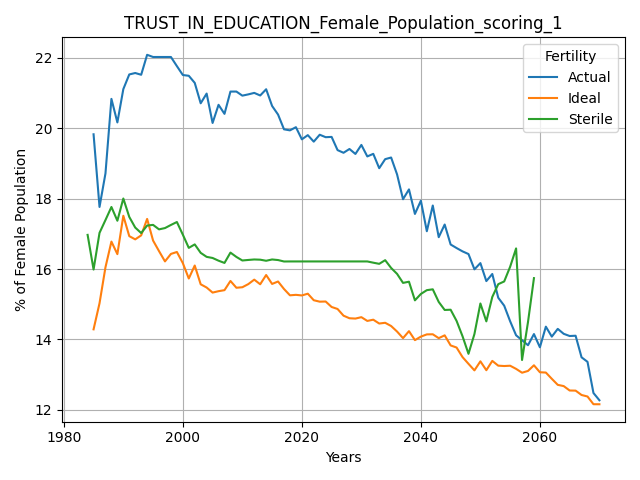 TRUST_IN_EDUCATION_Female_Population_scoring_1
Fertility
Actual
Ideal
Sterile
% of Female Population
22
20
18
16
14
12
1980
2000
2020
2040
2060
Years